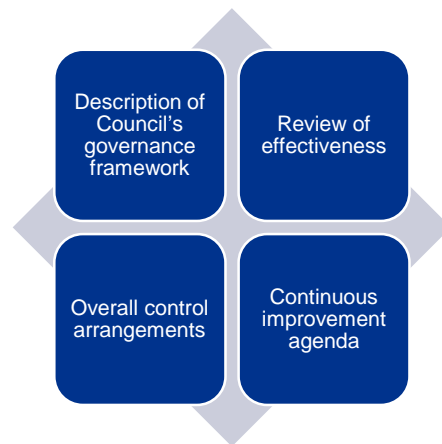 Description of
Council’s
governance
framework
Review of
effectiveness
Overall control
arrangements
Continuous
improvement
agenda